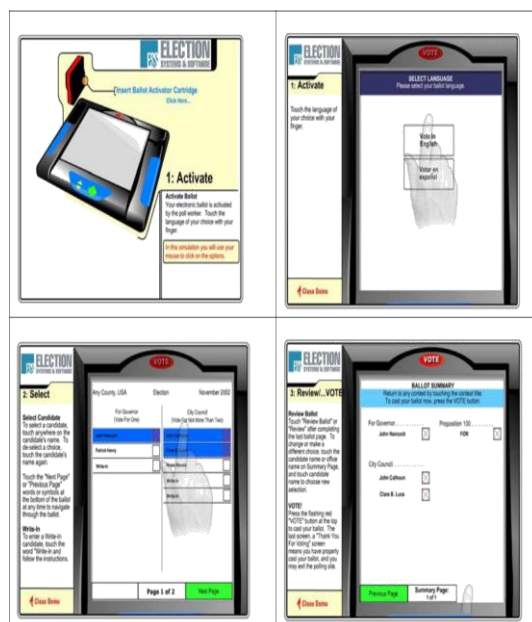 ES&S ELECTION
SYSTEMS & SOFTWARE
Insert Ballot Activator Cartridge
Click Here...
1: Activate
Activate Ballot
Your electronic ballot is activated
by the poll worker. Touch the
language of your choice with your
finger.
In this simulation you will use your
mouse to click on the options.
ES&S ELECTION
SYSTEMS & SOFTWARE
1: Activate
Touch the language of
your choice with your
finger.
Close Demo
VOTE
SELECT LANGUAGE
Please select your ballot language.
Vote in
English
Votar en
español
ES&S ELECTION
SYSTEMS & SOFTWARE
2: Select
Select Candidate
To select a candidate,
touch anywhere on the
candidate's name. To
de-select a choice,
touch the candidate's
name again.
Touch the "Next Page"
or "Previous Page"
words or symbols at
the bottom of the ballot
at any time to navigate
through the ballot.
Write-In
To enter a Write-in
candidate, touch the
word "Write-in and
follow the instructions.
Close Demo
VOTE
Any County, USA Election November 2002
For Governor
(Vote For One)
John Hancock
Patrick Henry
Write-in
City Council
(Vote For Not More Than Two)
Write-in
Write-in
Page 1 of 2
Next Page
ES&S ELECTION
SYSTEMS & SOFTWARE
3: Review/...VOTE
Review Ballot
Touch "Review Ballot" or
"Review" after completing
the last ballot page. To
change or make a
different choice, touch the
candidate name or office
name on Summary Page,
and touch candidate
name to choose new
selection.
VOTE!
Press the flashing red
"VOTE" button at the top
to cast your ballot. The
last screen, a "Thank You
For Voting" screen
means you have properly
cast your ballot, and you
may exit the polling site.
Close Demo
VOTE
BALLOT SUMMARY
Return to any contest by touching the contest title.
To cast your ballot now, press the VOTE button.
For Governor
John Hancock
Proposition 100
FOR
City Council
John Calhoun
Clara B. Luca
Previous Page
Summary Page:
1 of 1